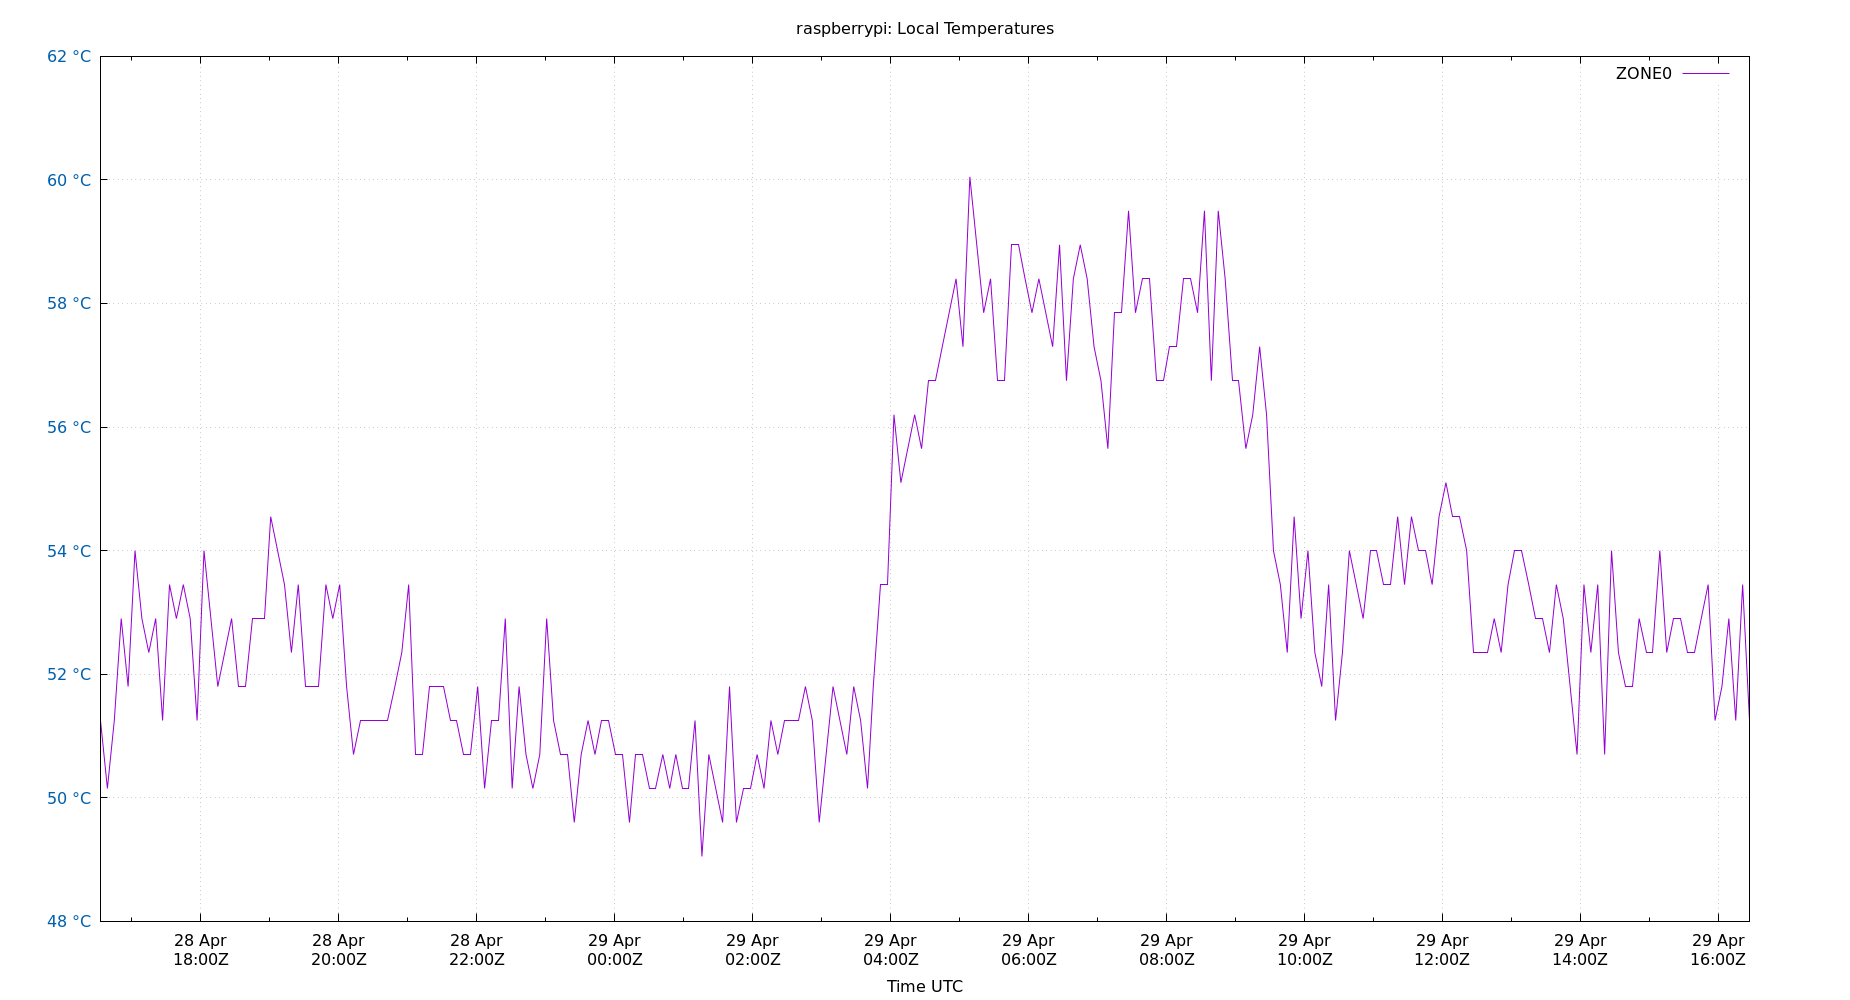 raspberrypi: Local Temperatures
62 °C
ZONE0
60 °C
58 °C
56 °C
54 °C
52 °C
50 °C
48 °C
28 Apr 28 Apr 28 Apr 29 Apr 29 Apr 29 Apr 29 Apr 29 Apr 29 Apr 29 Apr 29 Apr 29 Apr
18:00Z 20:00Z 22:00Z 00:00Z 02:00Z 04:00Z 06:00Z 08:00Z 10:00Z 12:00Z 14:00Z 16:00Z
Time UTC